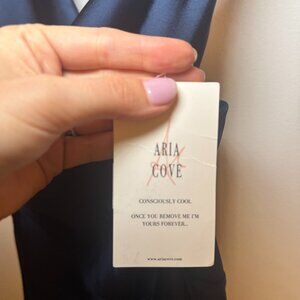 ARIA
COVE
CONSCIOUSLY COOL
ONCE YOU REMOVE ME I'M
YOURS FOREVER...
www.ariacove.com